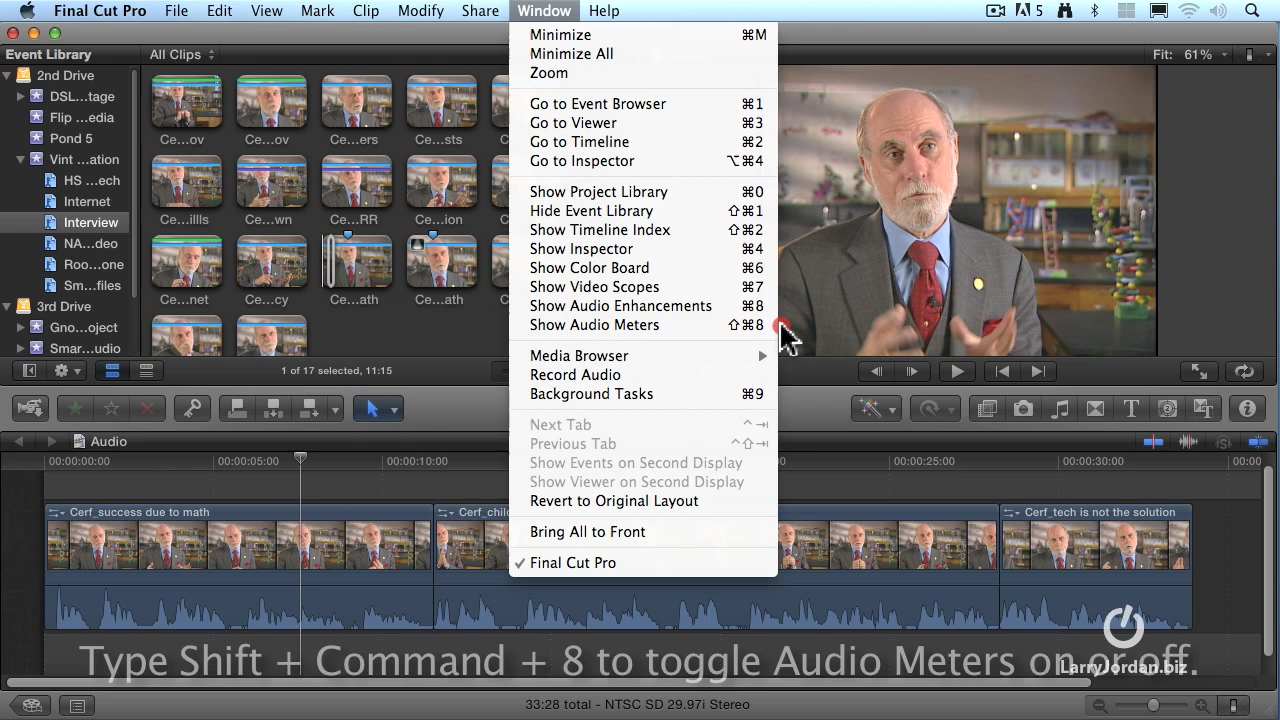 Final Cut Pro File Edit View Mark Clip Modify Share Window Help 5
Event Library All Clips Fit: 61%
2nd Drive
DSL...tage
Flip ...edia
Pond 5
Vint ...ation
HS ...ech
Internet
Interview
NA...deo
Roo...one
Sm...files
3rd Drive
Gno...oject
Smar...udio
Ce...ov Ce...ov Ce...ers Ce...sts
Ce...illls Ce...wn Ce...RR Ce...ion
Ce...net Ce...cy Ce...ath Ce...ath
1 of 17 selected, 11:15
Minimize ⌘M
Minimize All
Zoom
Go to Event Browser ⌘1
Go to Viewer ⌘3
Go to Timeline ⌘2
Go to Inspector ⌥⌘4
Show Project Library ⌘0
Hide Event Library ⇧⌘1
Show Timeline Index ⇧⌘2
Show Inspector ⌘4
Show Color Board ⌘6
Show Video Scopes ⌘7
Show Audio Enhancements ⌘8
Show Audio Meters ⇧⌘8
Media Browser ▶
Record Audio
Background Tasks ⌘9
Next Tab ⌃⇥
Previous Tab ⌃⇧⇥
Show Events on Second Display
Show Viewer on Second Display
Revert to Original Layout
Bring All to Front
✓ Final Cut Pro
Audio
00:00:00:00 00:00:05:00 00:00:10:00 00:00:25:00 00:00:30:00 00:00
Cerf_success due to math Cerf_chil Cerf_tech is not the solution
Type Shift + Command + 8 to toggle Audio Meters on or off.
LarryJordan.biz
33:28 total - NTSC SD 29.97i Stereo